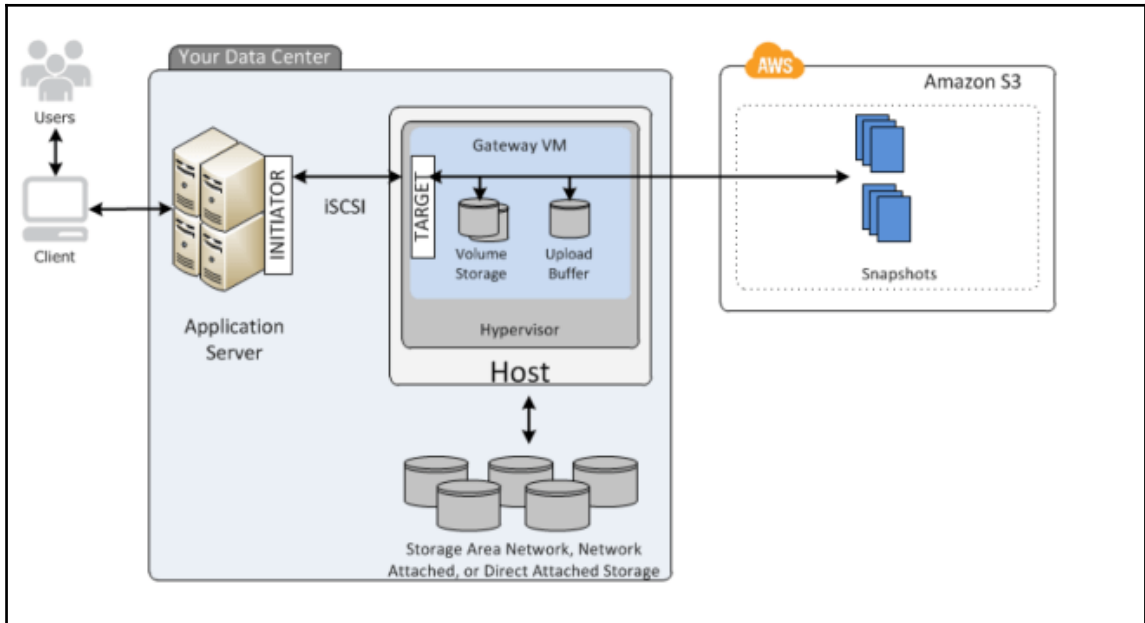 Your Data Center
AWS
Amazon S3
Users
Gateway VM
INITIATOR
iSCSI
TARGET
Client
Volume
Storage
Upload
Buffer
Snapshots
Application
Server
Hypervisor
Host
Storage Area Network, Network
Attached, or Direct Attached Storage